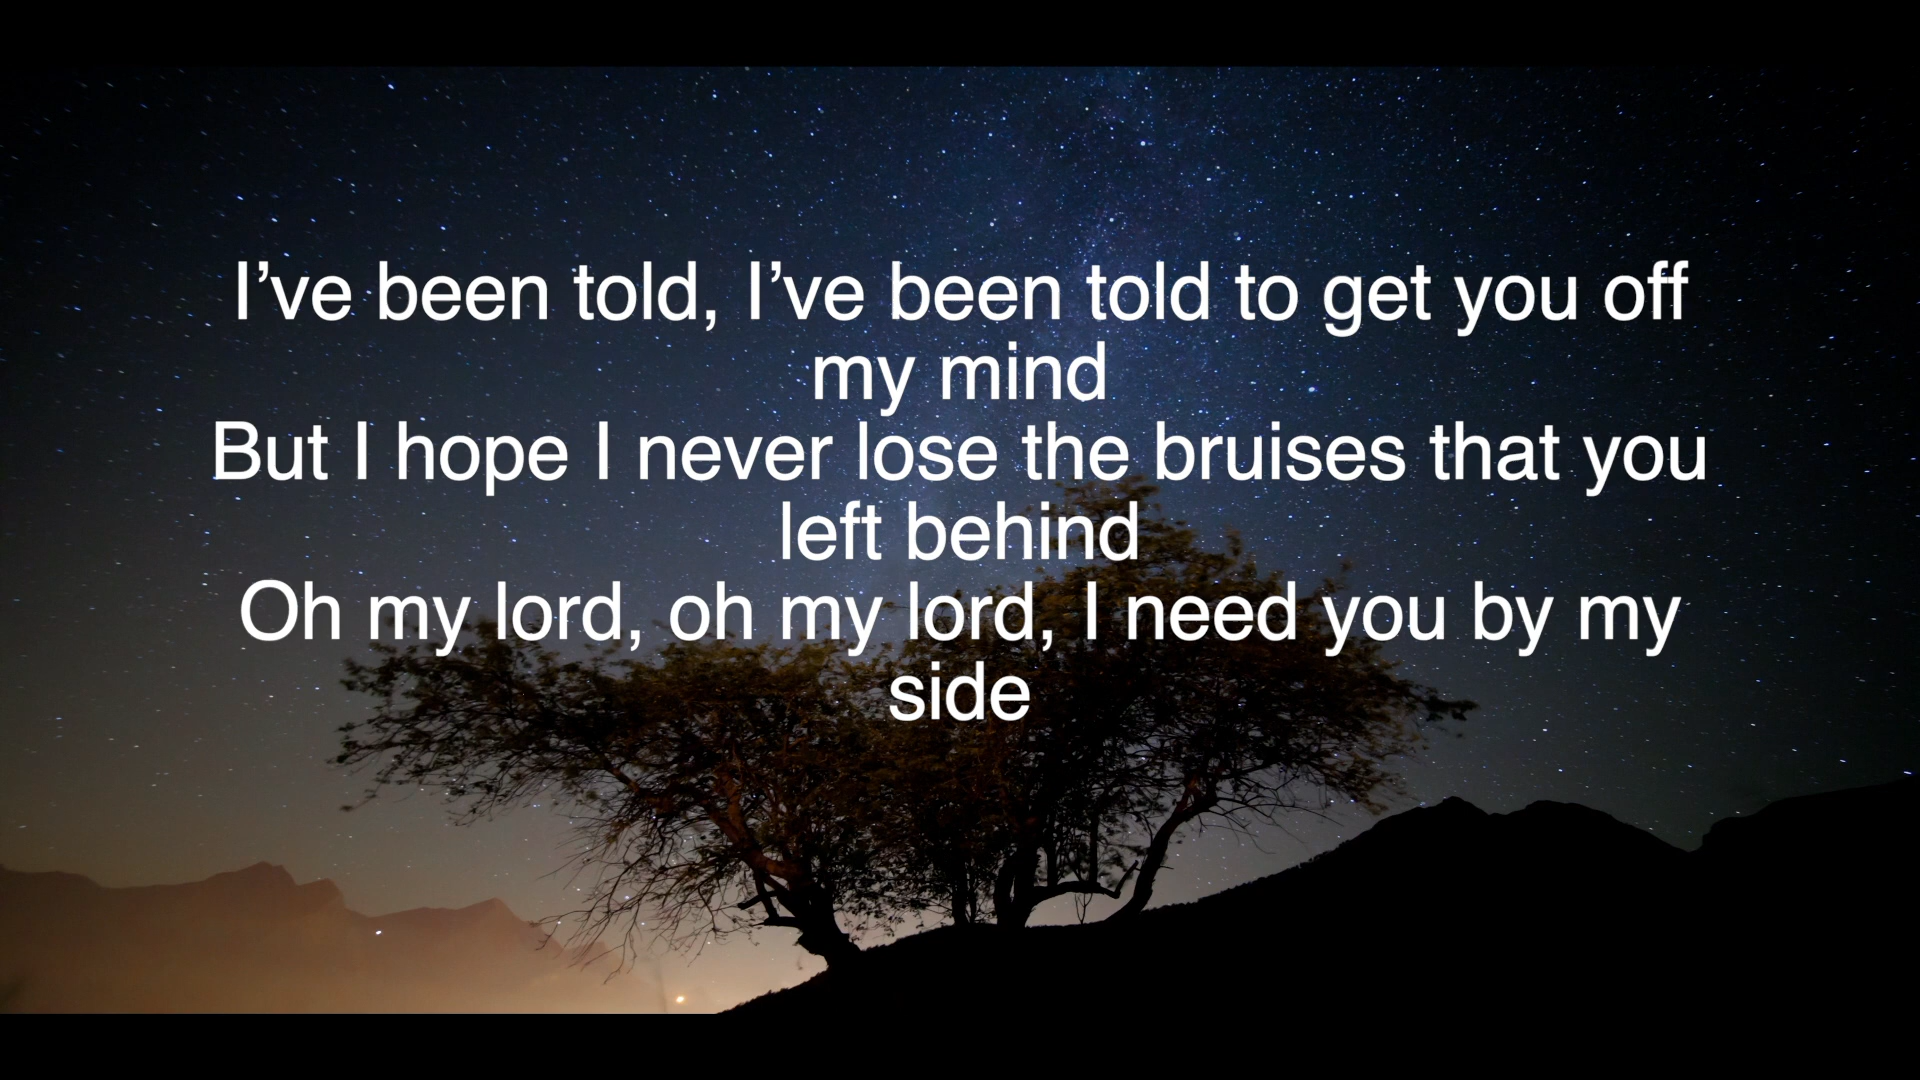 I’ve been told, I’ve been told to get you off
my mind
But I hope I never lose the bruises that you
left behind
Oh my lord, oh my lord, I need you by my
side